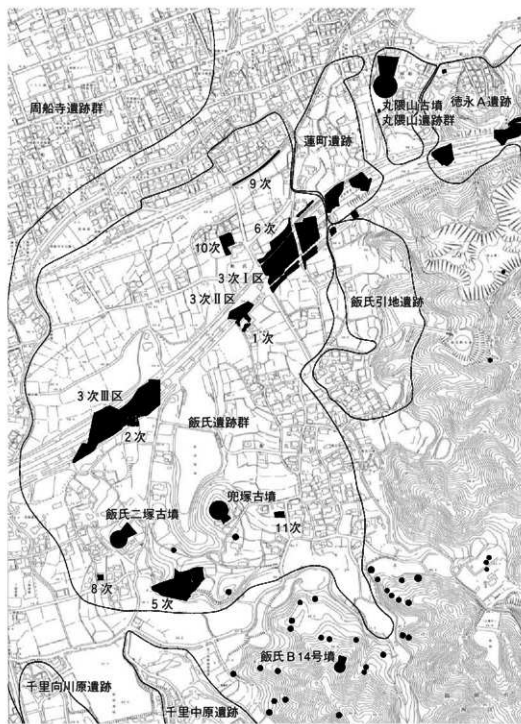 周船寺遺跡群
蓮町遺跡
丸隈山古墳
丸隈山遺跡群
徳永A遺跡
9次
6次
10次
3次Ⅰ区
3次Ⅱ区
1次
飯氏引地遺跡
3次Ⅲ区
2次
飯氏遺跡群
兜塚古墳
飯氏二塚古墳
11次
8次
5次
飯氏B14号墳
千里向川原遺跡
千里中原遺跡